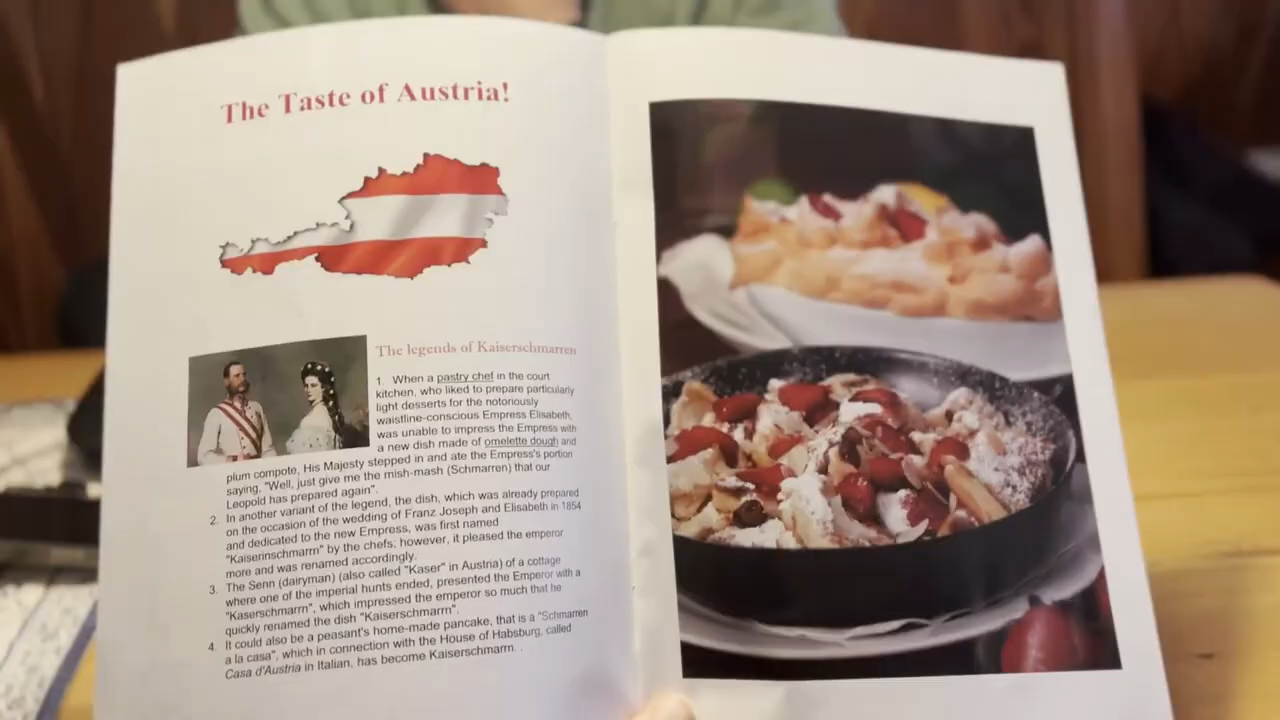 The Taste of Austria!
The legends of Kaiserschmarren
1. When a pastry chef in the court
kitchen, who liked to prepare particularly
light desserts for the notoriously
waistline-conscious Empress Elisabeth,
was unable to impress the Empress with
a new dish made of omelette dough and
plum compote, His Majesty stepped in and ate the Empress's portion
saying, "Well, just give me the mish-mash (Schmarren) that our
Leopold has prepared again".
2. In another variant of the legend, the dish, which was already prepared
on the occasion of the wedding of Franz Joseph and Elisabeth in 1854
and dedicated to the new Empress, was first named
"Kaiserinschmarrn" by the chefs; however, it pleased the emperor
more and was renamed accordingly.
3. The Senn (dairyman) (also called "Kaser" in Austria) of a cottage
where one of the imperial hunts ended, presented the Emperor with a
"Kaserschmarrn", which impressed the emperor so much that he
quickly renamed the dish "Kaiserschmarrn".
4. It could also be a peasant's home-made pancake, that is a "Schmarren
a la casa", which in connection with the House of Habsburg, called
Casa d'Austria in Italian, has become Kaiserschmarrn. .